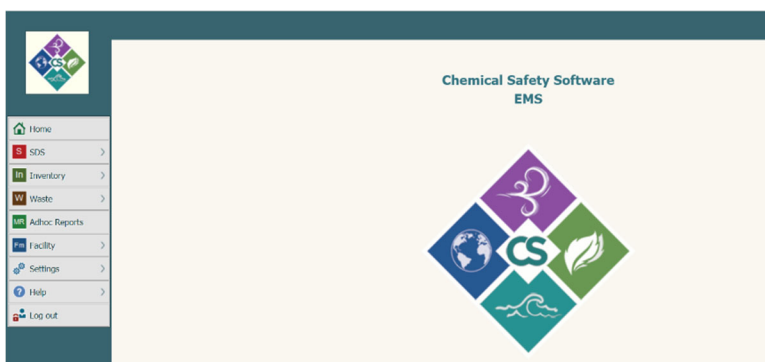 CS
Chemical Safety Software
EMS
Home
S SDS
In Inventory
W Waste
MR Adhoc Reports
Fm Facility
Settings
? Help
Log out
CS